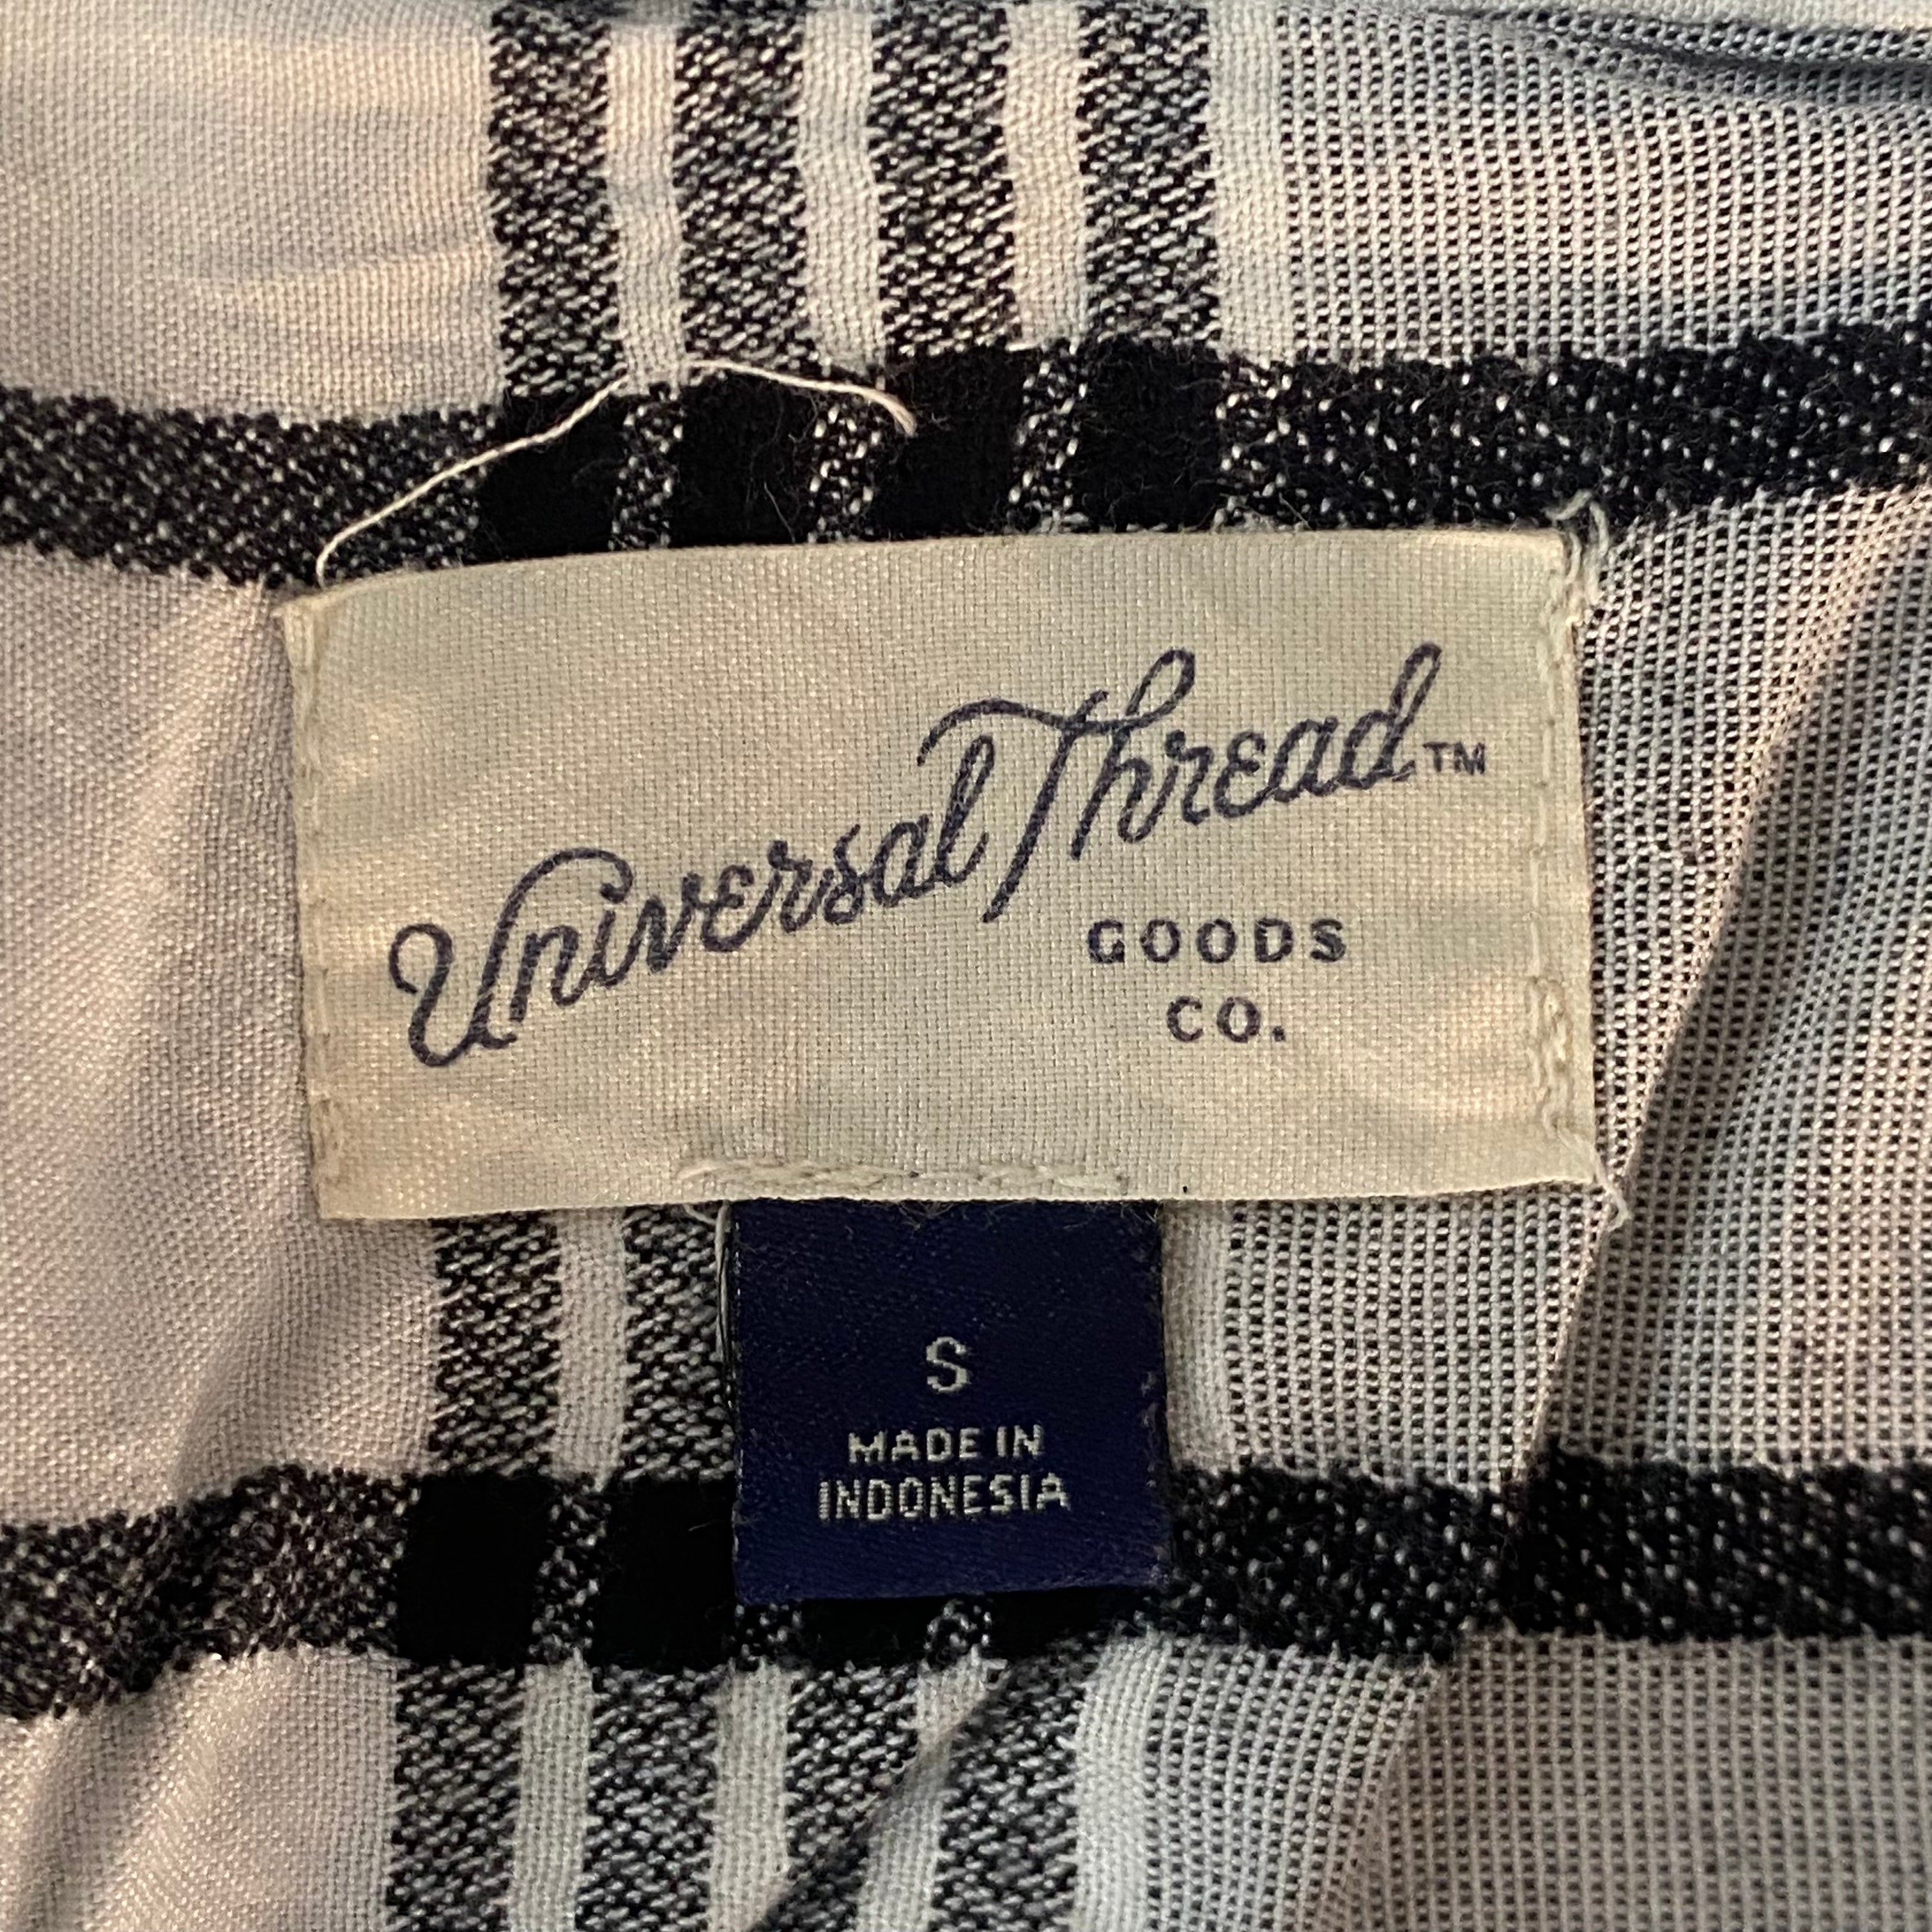 Universal Thread™
GOODS
CO.
S
MADE IN
INDONESIA